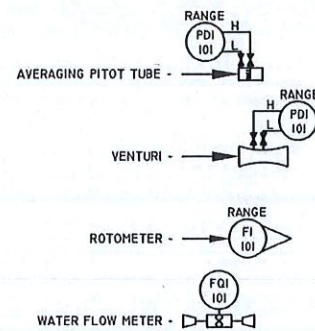 RANGE
H
PDI
101
L
AVERAGING PITOT TUBE -
RANGE
H
PDI
101
L
VENTURI -
RANGE
ROTOMETER -
FI
101
FQI
101
WATER FLOW METER -